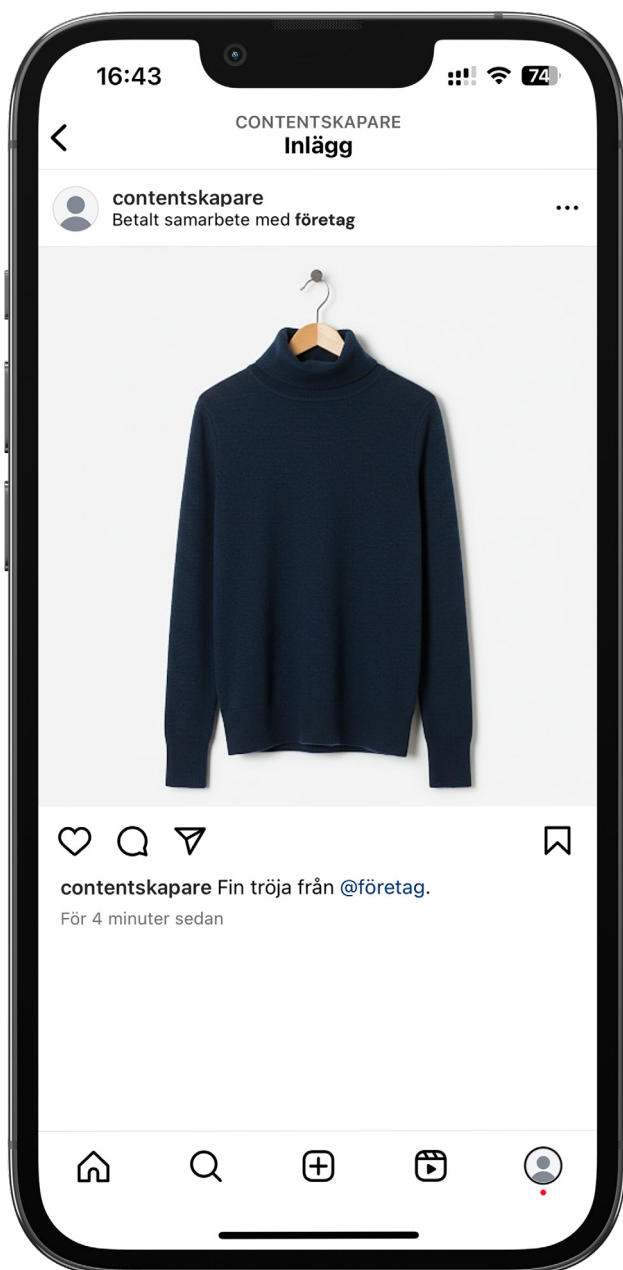 16:43
74
CONTENTSKAPARE
Inlägg
contentskapare
Betalt samarbete med företag
contentskapare Fin tröja från @företag.
För 4 minuter sedan